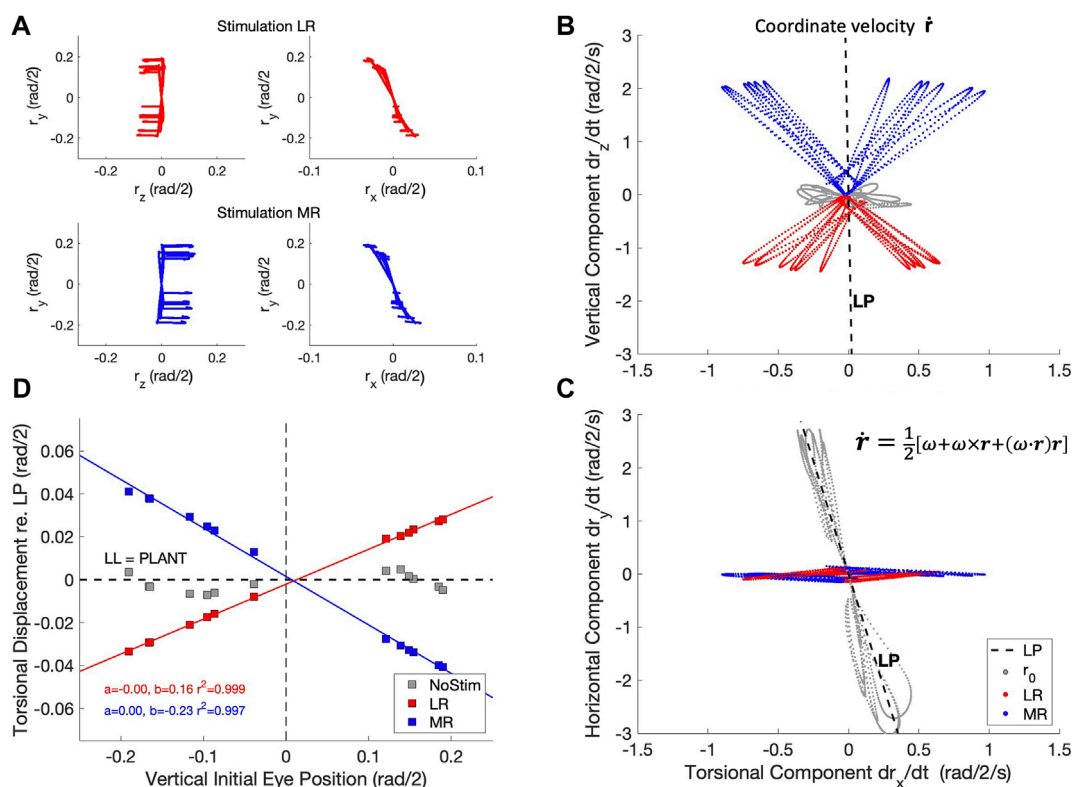 A
Stimulation LR
r_y (rad/2)
0.2
0
-0.2
-0.2 0 0.2
r_z (rad/2)
r_y (rad/2
0.2
0
-0.2
-0.1 0 0.1
r_x (rad/2)
Stimulation MR
r_y (rad/2)
0.2
0
-0.2
-0.2 0 0.2
r_z (rad/2)
r_y (rad/2
0.2
0
-0.2
-0.1 0 0.1
r_x (rad/2)
B
Coordinate velocity ṙ
Vertical Component dr_z/dt (rad/2/s)
3
2
1
0
-1
-2
-3
LP
-1 -0.5 0 0.5 1 1.5
D
Torsional Displacement re. LP (rad/2)
0.06
0.04
0.02
0
-0.02
-0.04
-0.06
LL = PLANT
a=-0.00, b=0.16 r²=0.999
a=0.00, b=-0.23 r²=0.997
NoStim
LR
MR
-0.2 -0.1 0 0.1 0.2
Vertical Initial Eye Position (rad/2)
C
Horizontal Component dr_y/dt (rad/2/s)
3
2
1
0
-1
-2
-3
ṙ = ½[ω+ω×r+(ω·r)r]
LP
LP
r_0
LR
MR
-1 -0.5 0 0.5 1 1.5
Torsional Component dr_x/dt (rad/2/s)